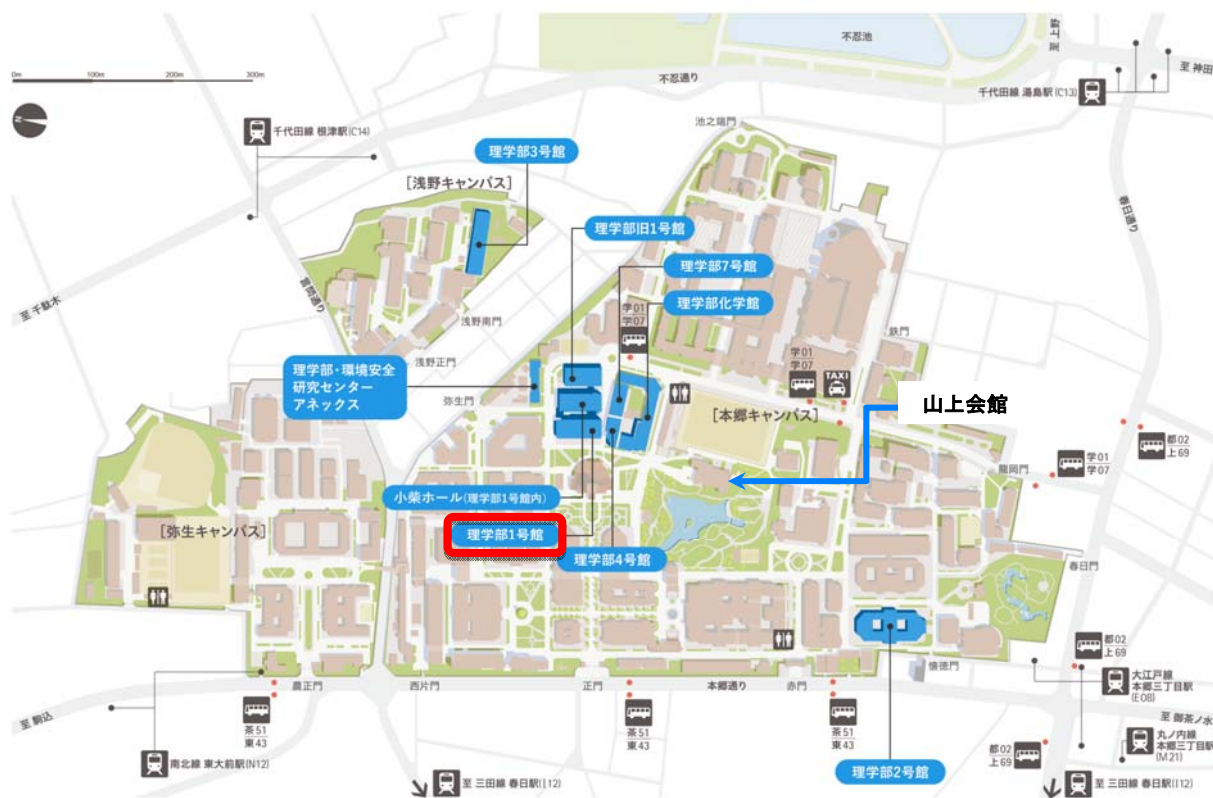 0m 100m 200m 300m
N
不忍池
至 上野
至 神田
不忍通り
千代田線 湯島駅(C13)
千代田線 根津駅(C14)
池之端門
理学部3号館
[浅野キャンパス]
春日通り
理学部旧1号館
理学部7号館
理学部化学館
至 千駄木
言問通り
浅野南門
学01
学07
鉄門
浅野正門
学01
学07
TAXI
理学部・環境安全
研究センター
アネックス
弥生門
[本郷キャンパス]
山上会館
都02
上69
学01
学07
龍岡門
小柴ホール(理学部1号館内)
[弥生キャンパス]
理学部1号館
理学部4号館
春日門
都02
上69
懐徳門
大江戸線
本郷三丁目駅
(E08)
農正門
西片門
正門
本郷通り
赤門
至 駒込
茶51
東43
茶51
東43
茶51
東43
至 御茶ノ水
丸ノ内線
本郷三丁目駅
(M21)
都02
上69
南北線 東大前駅(N12)
理学部2号館
至 三田線 春日駅(I12)
至 三田線 春日駅(I12)